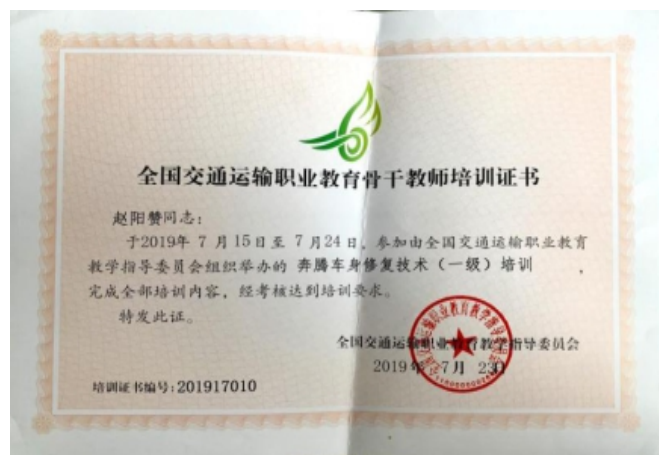 全国交通运输职业教育骨干教师培训证书
赵阳赞同志：
于2019年 7 月 15日至 7 月24 日，参加由全国交通运输职业教育
教学指导委员会组织举办的 奔腾车身修复技术（一级）培训 ，
完成全部培训内容，经考核达到培训要求。
特发此证。
全国交通运输职业教育教学指导委员会
2019年 7月 23日
培训证书编号：201917010